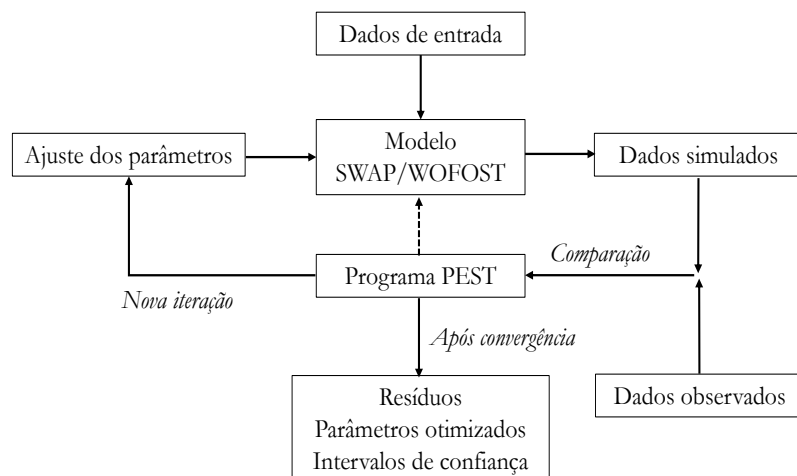 Dados de entrada
Ajuste dos parâmetros
Modelo
SWAP/WOFOST
Dados simulados
Comparação
Programa PEST
Nova iteração
Após convergência
Resíduos
Parâmetros otimizados
Intervalos de confiança
Dados observados